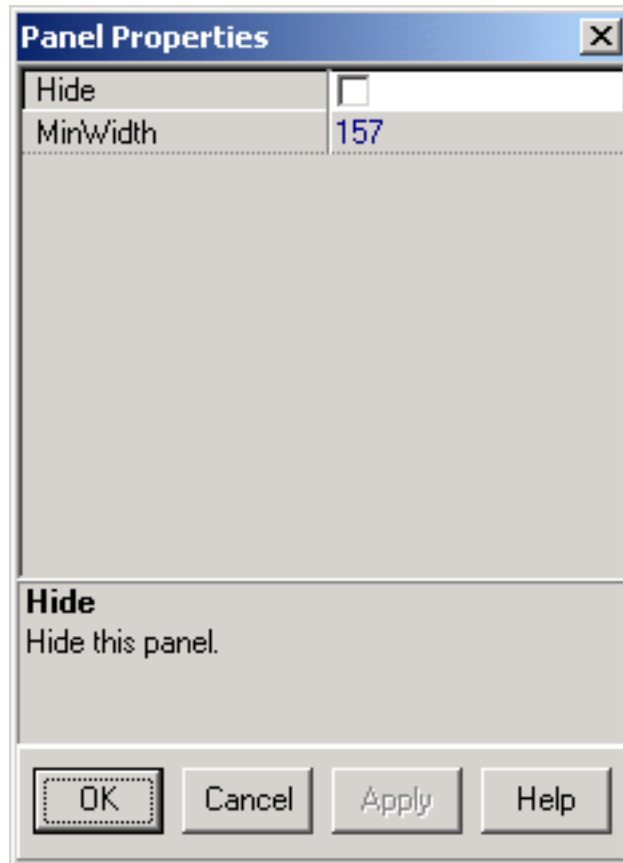 Panel Properties
Hide
MinWidth 157
Hide
Hide this panel.
OK Cancel Apply Help